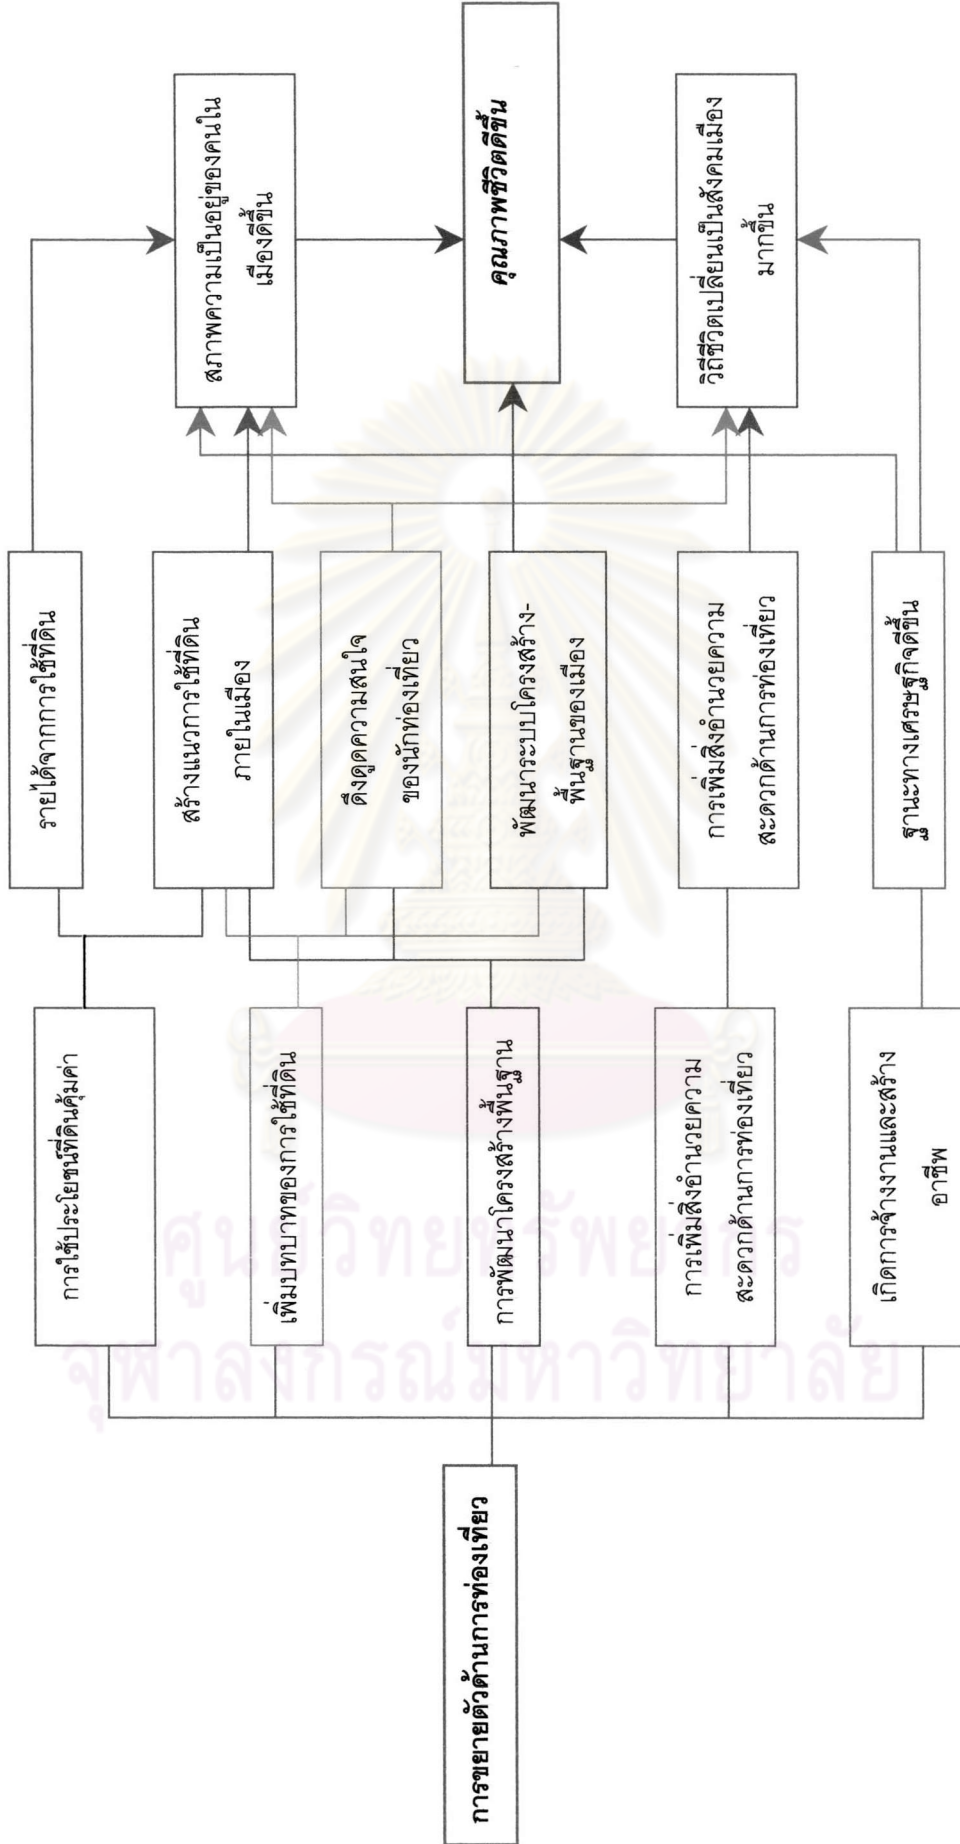 การขยายตัวด้านการท่องเที่ยว
การใช้ประโยชน์ที่ดินคุ้มค่า
เพิ่มบทบาทของการใช้ที่ดิน
การพัฒนาโครงสร้างพื้นฐาน
การเพิ่มสิ่งอำนวยความ
สะดวกด้านการท่องเที่ยว
เกิดการจ้างงานและสร้าง
อาชีพ
รายได้จากการใช้ที่ดิน
สร้างแนวการใช้ที่ดิน
ภายในเมือง
ดึงดูดความสนใจ
ของนักท่องเที่ยว
พัฒนาระบบโครงสร้าง-
พื้นฐานของเมือง
การเพิ่มสิ่งอำนวยความ
สะดวกด้านการท่องเที่ยว
ฐานะทางเศรษฐกิจดีขึ้น
สภาพความเป็นอยู่ของคนใน
เมืองดีขึ้น
คุณภาพชีวิตดีขึ้น
วิถีชีวิตเปลี่ยนเป็นสังคมเมือง
มากขึ้น
ศูนย์วิทยทรัพยากร
จุฬาลงกรณ์มหาวิทยาลัย